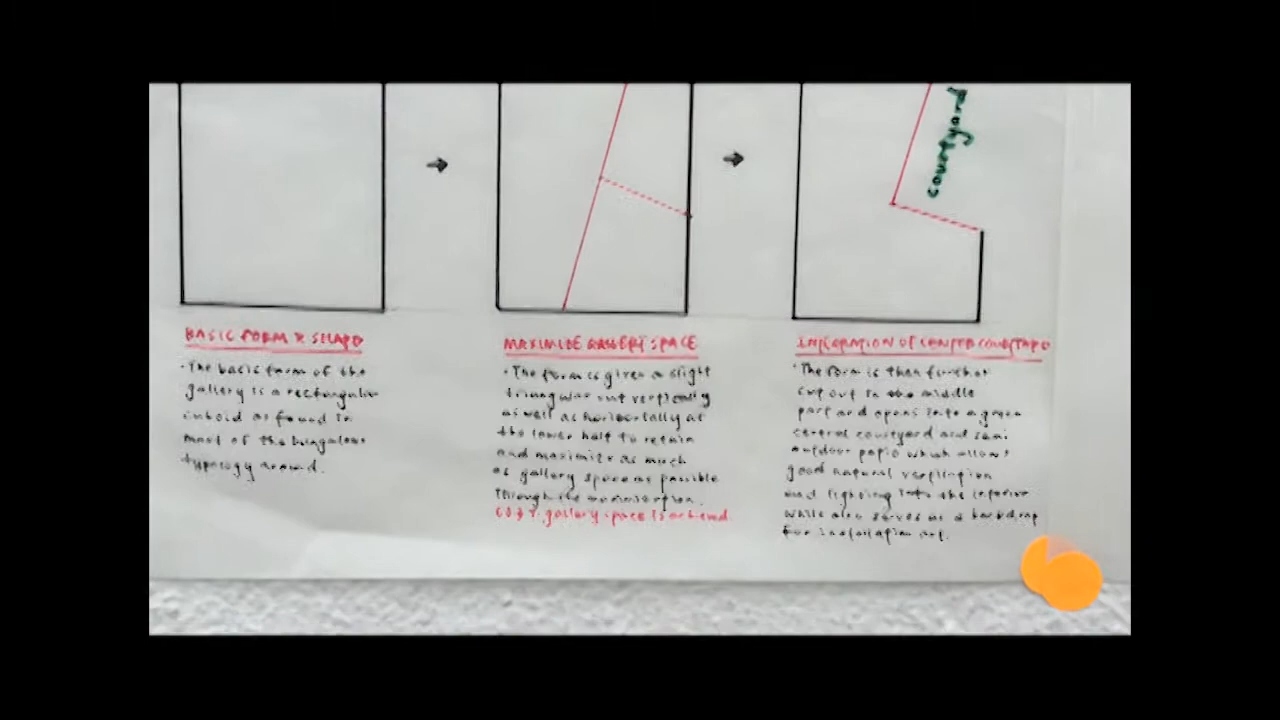 courtyard
BASIC FORM & SHAPE
• The basic form of the
gallery is a rectangular
cuboid as found in
most of the bungalow
typology around.
MAXIMIZE GALLERY SPACE
• The form is given a slight
triangular cut vertically
as well as horizontally at
the lower half to retain
and maximize as much
of gallery space as possible
through the
gallery space is achieved.
INTEGRATION OF CENTER COURTYARD
• The form is then further
cut out in the middle
part and opens into a green
central courtyard and semi
outdoor patio which allows
good natural ventilation
and lighting into the interior
while also serves as a backdrop
for installation art.